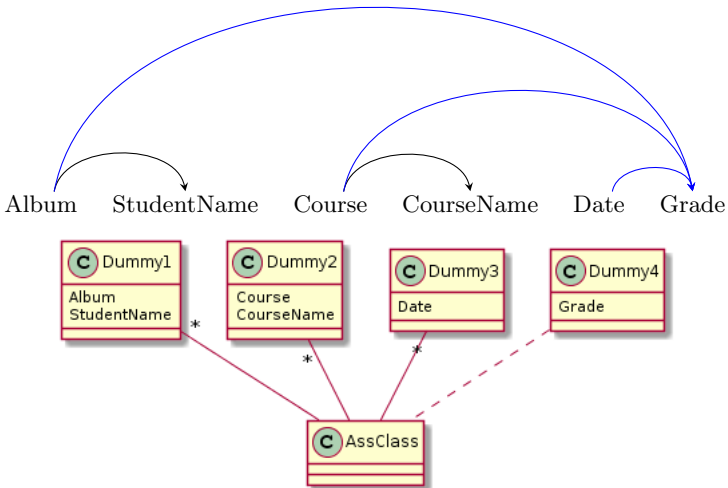 Album StudentName Course CourseName Date Grade
C Dummy1
Album
StudentName
C Dummy2
Course
CourseName
C Dummy3
Date
C Dummy4
Grade
*
*
*
C AssClass